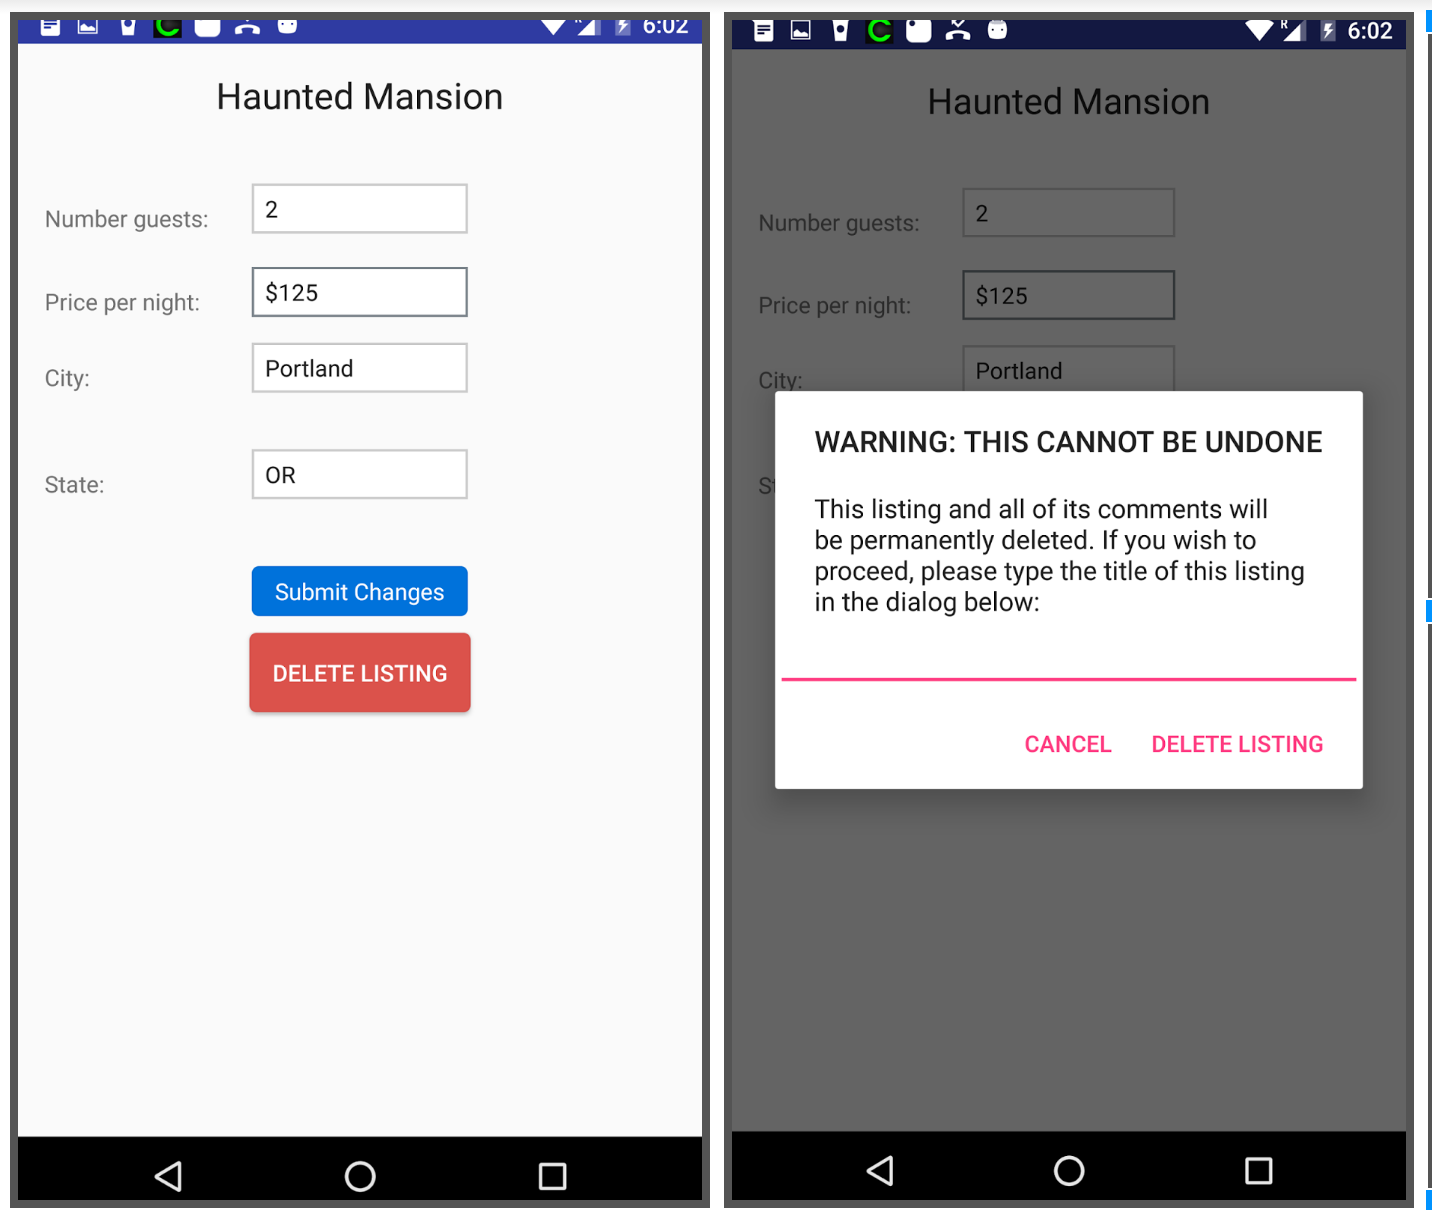 6:02
Haunted Mansion
Number guests:
2
Price per night:
$125
City:
Portland
State:
OR
Submit Changes
DELETE LISTING
R
6:02
Haunted Mansion
Number guests:
2
Price per night:
$125
City:
Portland
St
WARNING: THIS CANNOT BE UNDONE
This listing and all of its comments will
be permanently deleted. If you wish to
proceed, please type the title of this listing
in the dialog below:
CANCEL
DELETE LISTING